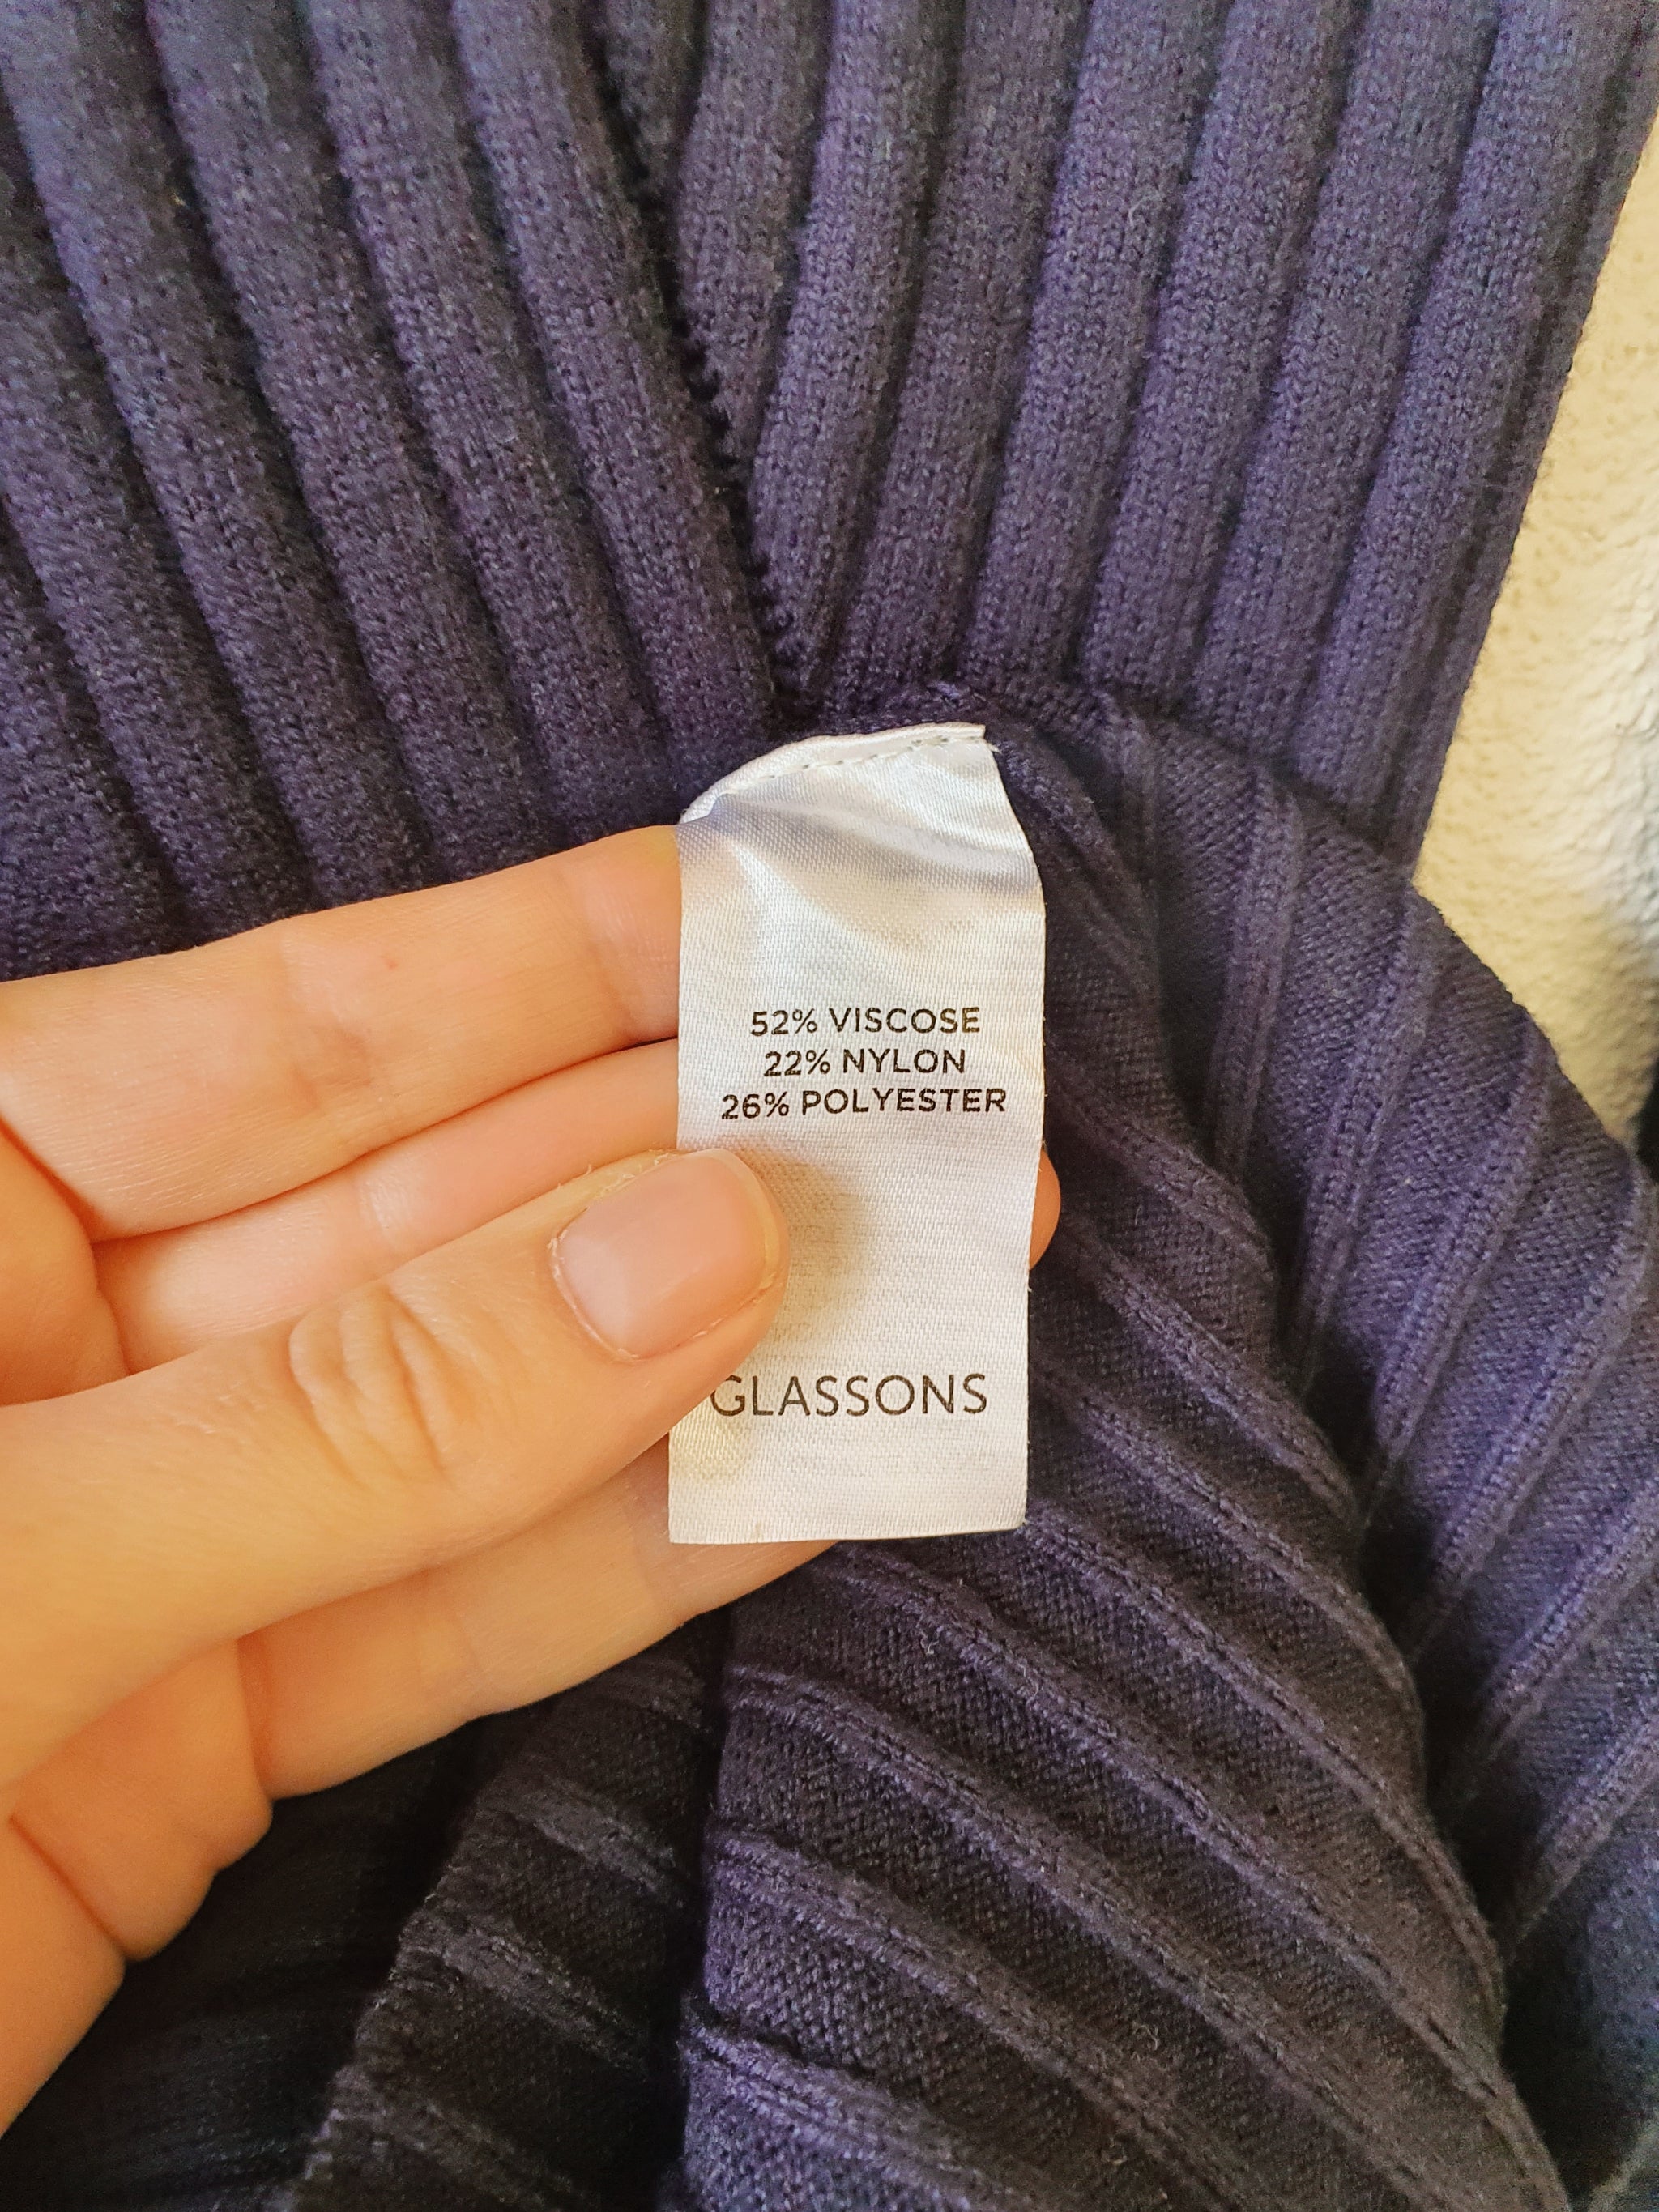 52% VISCOSE
22% NYLON
26% POLYESTER
GLASSONS